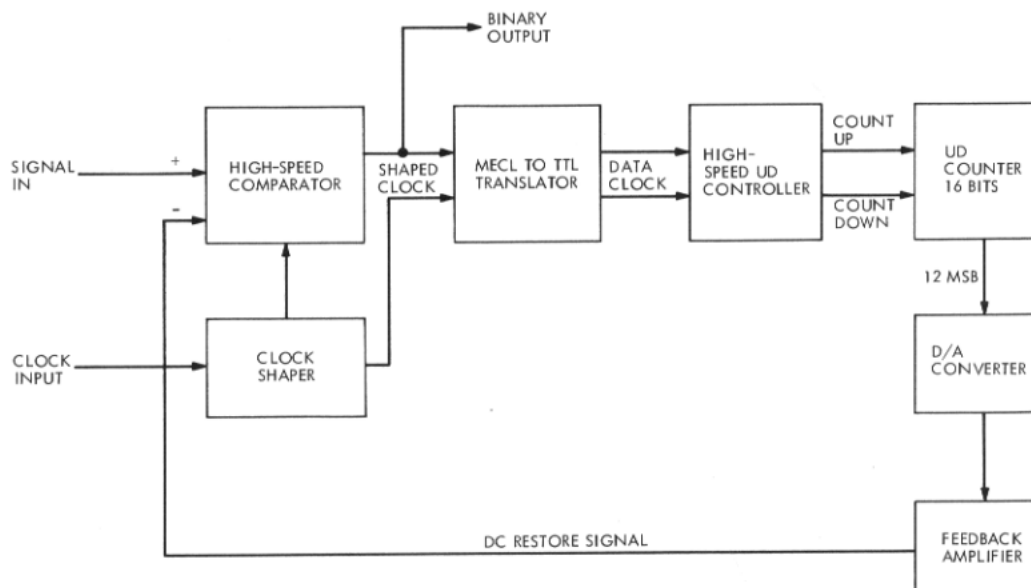 BINARY
OUTPUT
SIGNAL
IN
+
-
HIGH-SPEED
COMPARATOR
SHAPED
CLOCK
MECL TO TTL
TRANSLATOR
DATA
CLOCK
HIGH-
SPEED UD
CONTROLLER
COUNT
UP
COUNT
DOWN
UD
COUNTER
16 BITS
12 MSB
CLOCK
INPUT
CLOCK
SHAPER
D/A
CONVERTER
DC RESTORE SIGNAL
FEEDBACK
AMPLIFIER